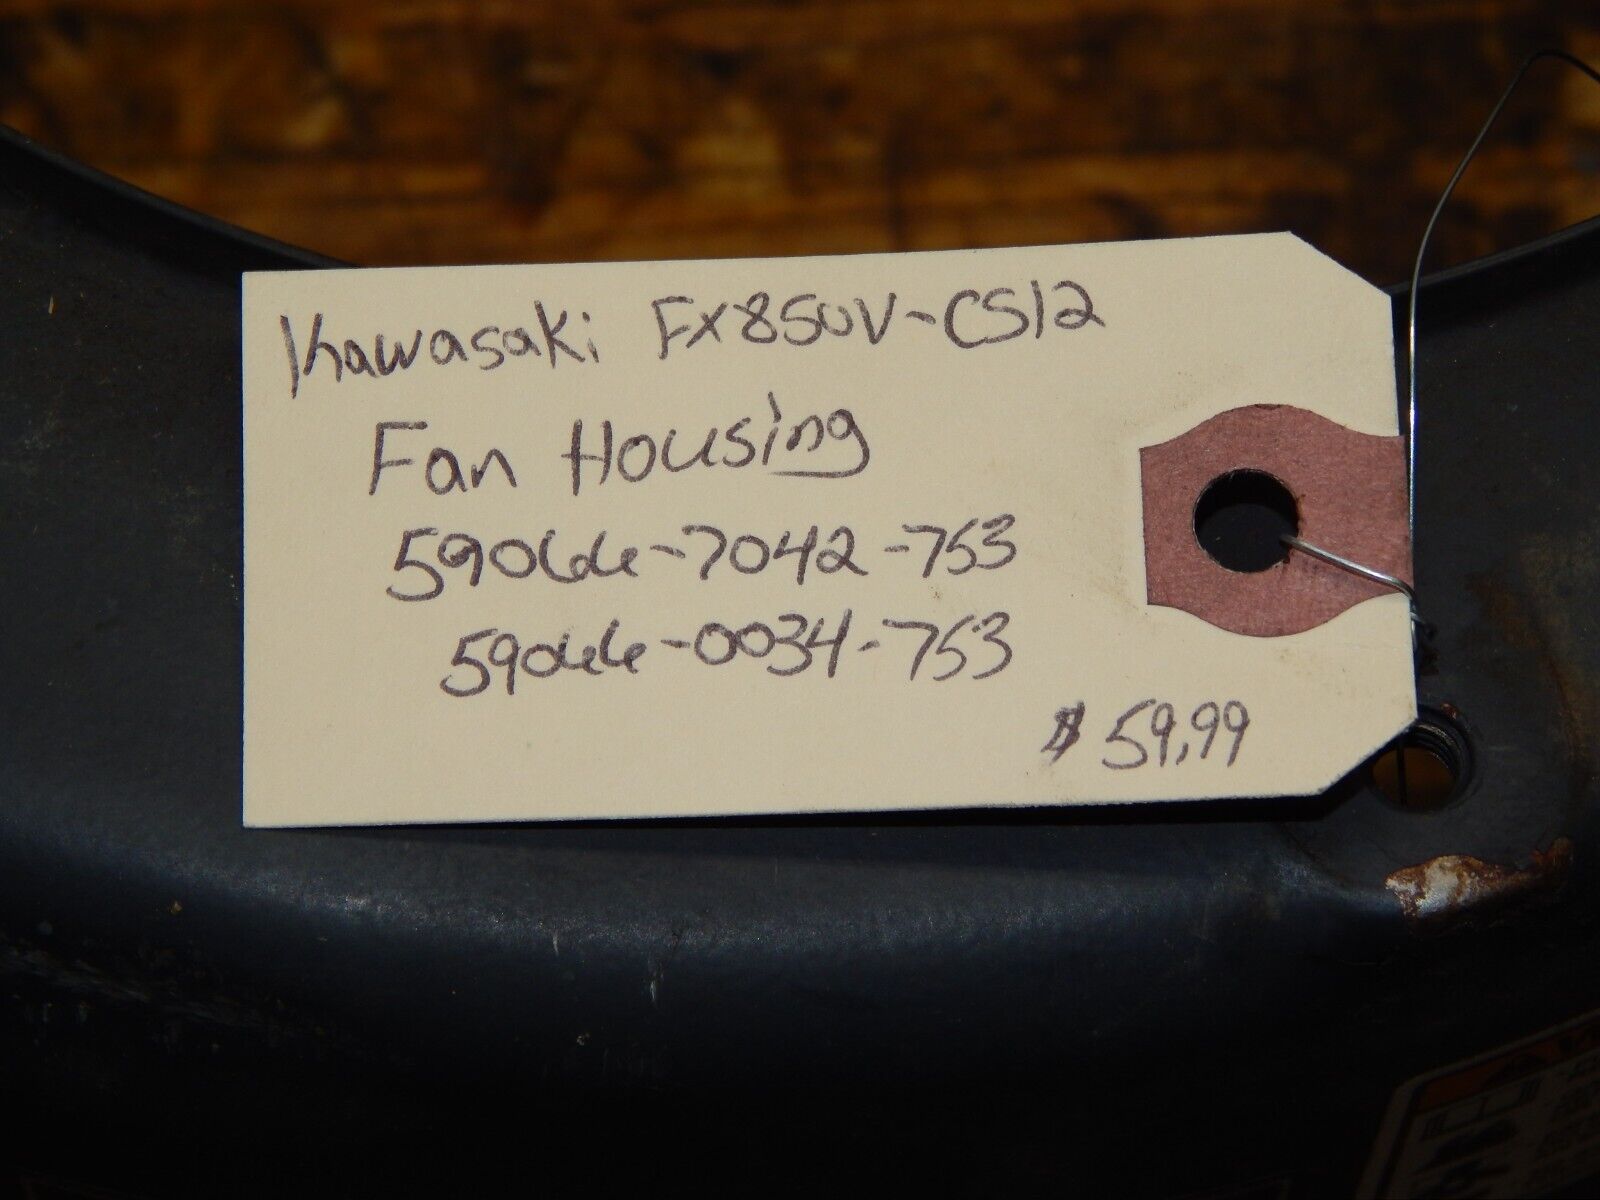 Kawasaki FX850V-CS12
Fan Housing
59066-7042-753
59066-0034-753
$59.99